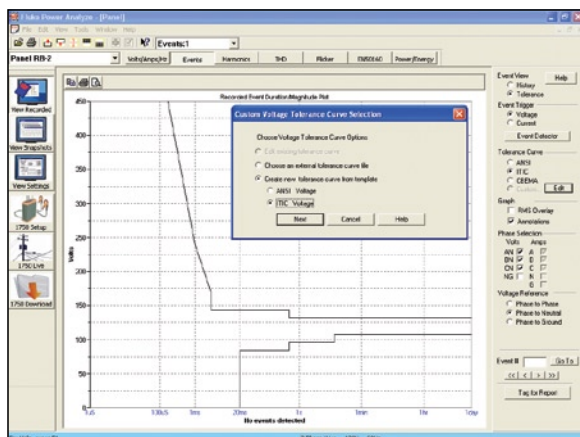 Fluke Power Analyze - [Panel]
File Edit View Tools Window Help
Events:1
Panel RB-2
Volts/Amps/Hz Events Harmonics THD Flicker EN50160 Power/Energy
View Recorded
View Snapshots
View Settings
1750 Setup
1750 Live
1750 Download
Recorded Event Duration/Magnitude Plot
Volts
450
400
350
300
250
200
150
100
50
0
1uS 100uS 1ms 20ms 1s 1min 1hr 1day
No events detected
Custom Voltage Tolerance Curve Selection
Choose Voltage Tolerance Curve Options
Edit existing tolerance curve
Choose an external tolerance curve file
Create new tolerance curve from template
ANSI Voltage
ITIC Voltage
Next Cancel Help
Event View
Help
History
Tolerance
Event Trigger
Voltage
Current
Event Detector
Tolerance Curve
ANSI
ITIC
CBEMA
Custom... Edit
Graph
RMS Overlay
Annotations
Phase Selection
Volts Amps
AN A
BN B
CN C
NG N
G
Voltage Reference
Phase to Phase
Phase to Neutral
Phase to Ground
Event # Go To
<< < > >>
Tag for Report